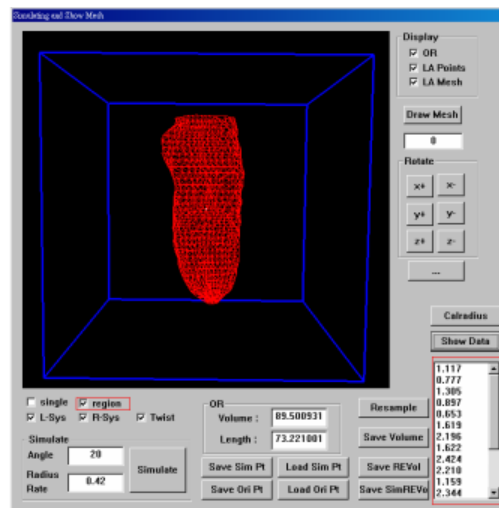 Simulating and Show Mesh
Display
OR
LA Points
LA Mesh
Draw Mesh
0
Rotate
x+ x-
y+ y-
z+ z-
...
Calradius
Show Data
1.117
0.777
1.305
0.897
0.653
1.619
2.196
1.622
2.424
2.210
1.159
2.344
single region
L-Sys R-Sys Twist
Simulate
Angle 20
Radius Rate 0.42
Simulate
OR
Volume : 89.500931
Length : 73.221001
Save Sim Pt Load Sim Pt
Save Ori Pt Load Ori Pt
Resample
Save Volume
Save REVol
Save SimREVo